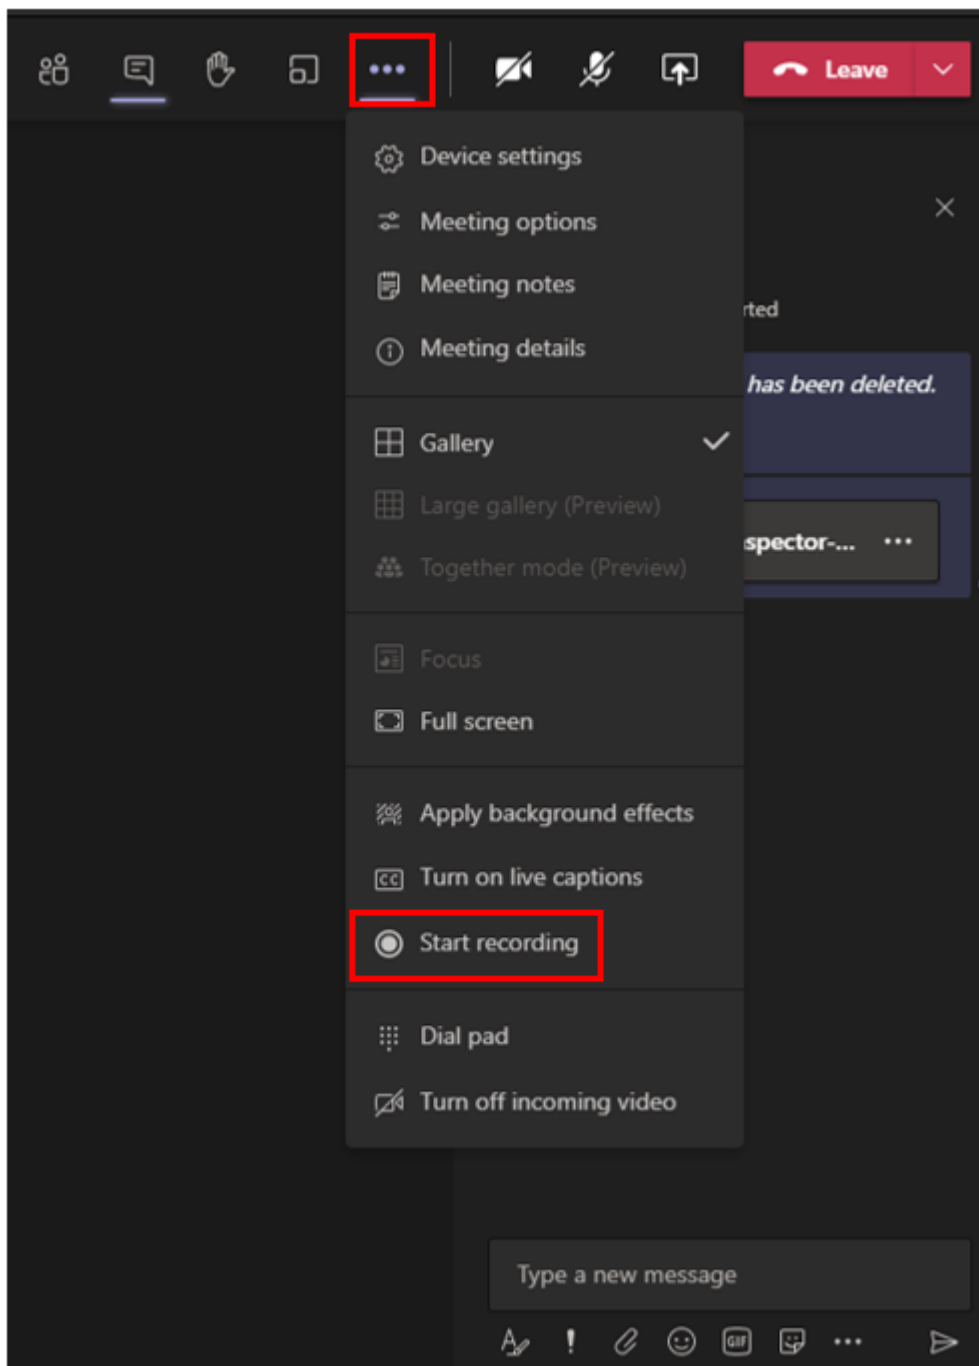 Leave
Device settings
Meeting options
Meeting notes
rted
Meeting details
has been deleted.
Gallery
Large gallery (Preview)
spector-...
Together mode (Preview)
Focus
Full screen
Apply background effects
CC Turn on live captions
Start recording
Dial pad
Turn off incoming video
Type a new message
GIF